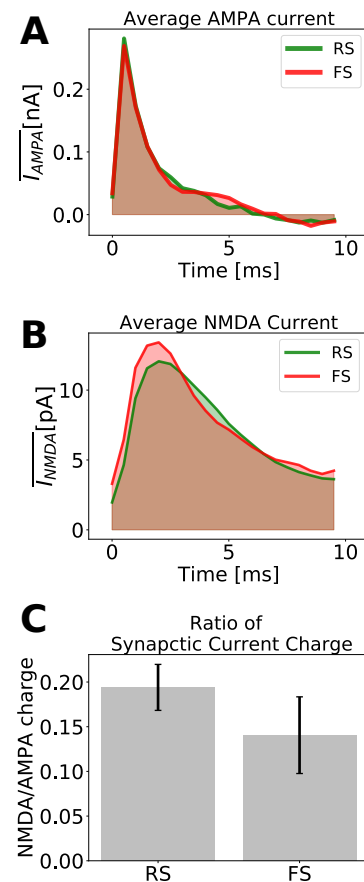 A
Average AMPA current
RS
FS
I_AMPA[nA]
0.2
0.1
0.0
0
5
10
Time [ms]
B
Average NMDA Current
RS
FS
I_NMDA[pA]
10
5
0
0
5
10
Time [ms]
C
Ratio of
Synapctic Current Charge
NMDA/AMPA charge
0.20
0.15
0.10
0.05
0.00
RS
FS